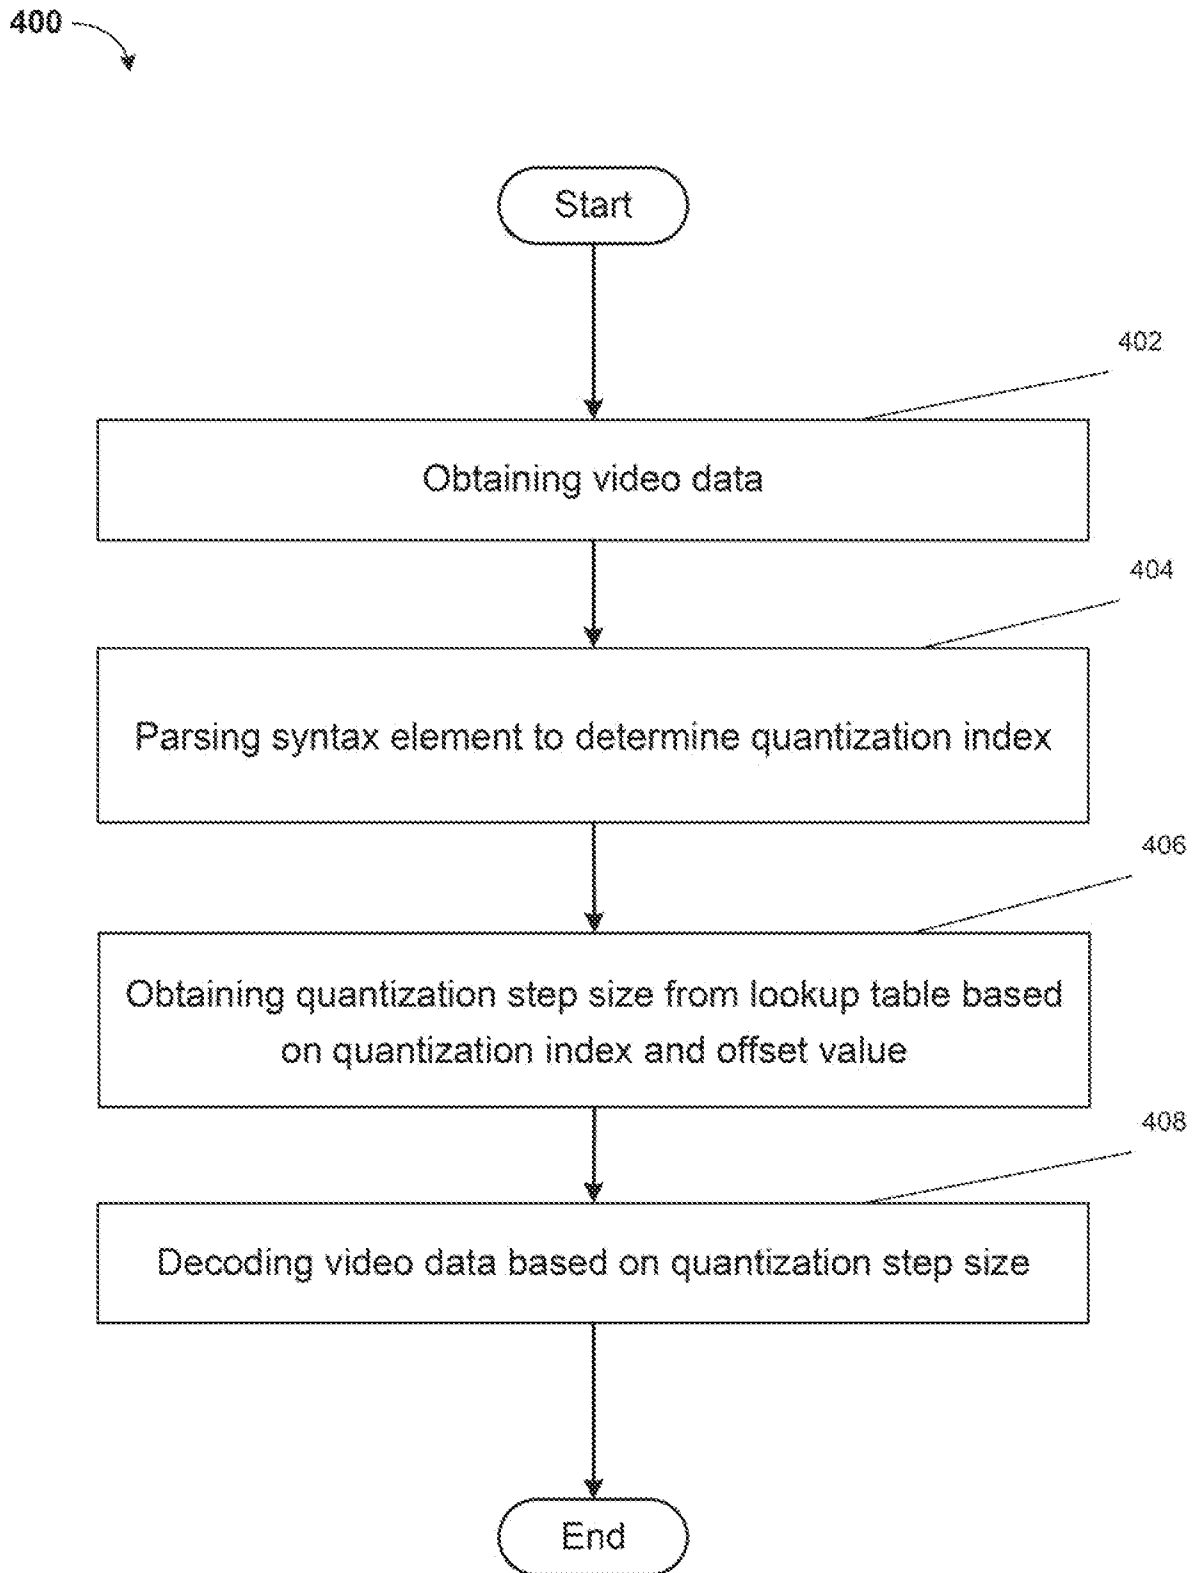 400
Start
402
Obtaining video data
404
Parsing syntax element to determine quantization index
406
Obtaining quantization step size from lookup table based
on quantization index and offset value
408
Decoding video data based on quantization step size
End